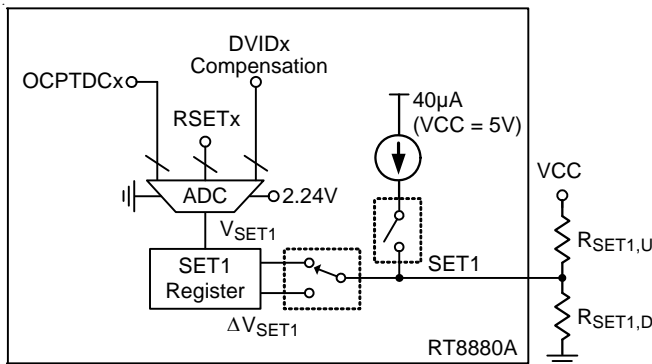 DVIDx
Compensation
OCPTDCx
RSETx
40µA
(VCC = 5V)
VCC
ADC
2.24V
VSET1
RSET1,U
SET1
Register
SET1
ΔVSET1
RSET1,D
RT8880A